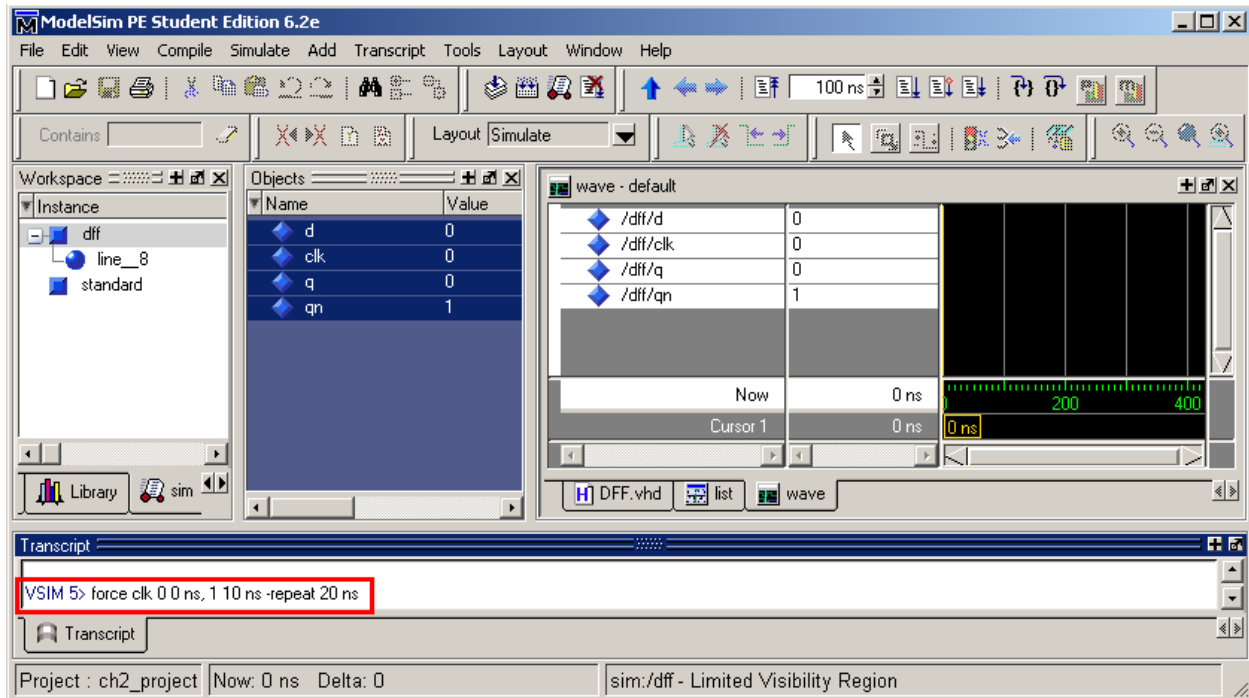 ModelSim PE Student Edition 6.2e
File Edit View Compile Simulate Add Transcript Tools Layout Window Help
100 ns
Contains
Layout Simulate
Workspace
Instance
dff
line__8
standard
Library
sim
Objects
Name Value
d 0
clk 0
q 0
qn 1
wave - default
/dff/d 0
/dff/clk 0
/dff/q 0
/dff/qn 1
Now 0 ns
200 400
Cursor 1 0 ns 0 ns
DFF.vhd list wave
Transcript
VSIM 5> force clk 0 0 ns, 1 10 ns -repeat 20 ns
Transcript
Project : ch2_project Now: 0 ns Delta: 0 sim:/dff - Limited Visibility Region